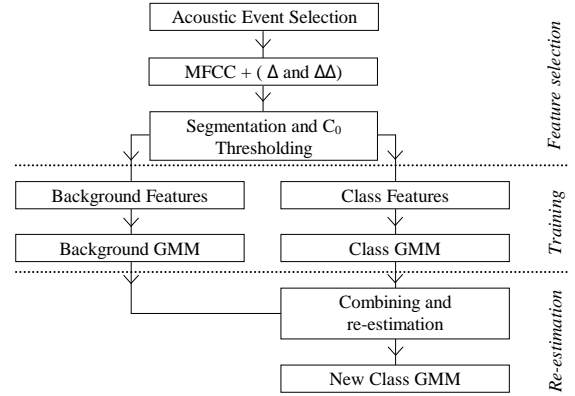 Acoustic Event Selection
MFCC + ( Δ and ΔΔ)
Segmentation and C₀
Thresholding
Feature selection
Background Features
Class Features
Background GMM
Class GMM
Training
Combining and
re-estimation
New Class GMM
Re-estimation